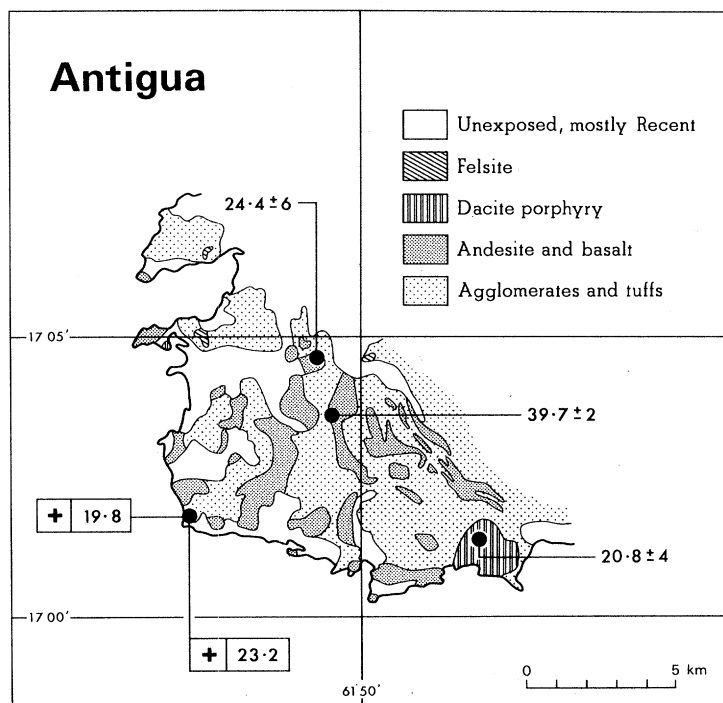 Antigua
Unexposed, mostly Recent
Felsite
Dacite porphyry
Andesite and basalt
Agglomerates and tuffs
24·4±6
17 05'
39·7±2
+ 19·8
20·8±4
17 00'
+ 23·2
61°50'
0 5 km